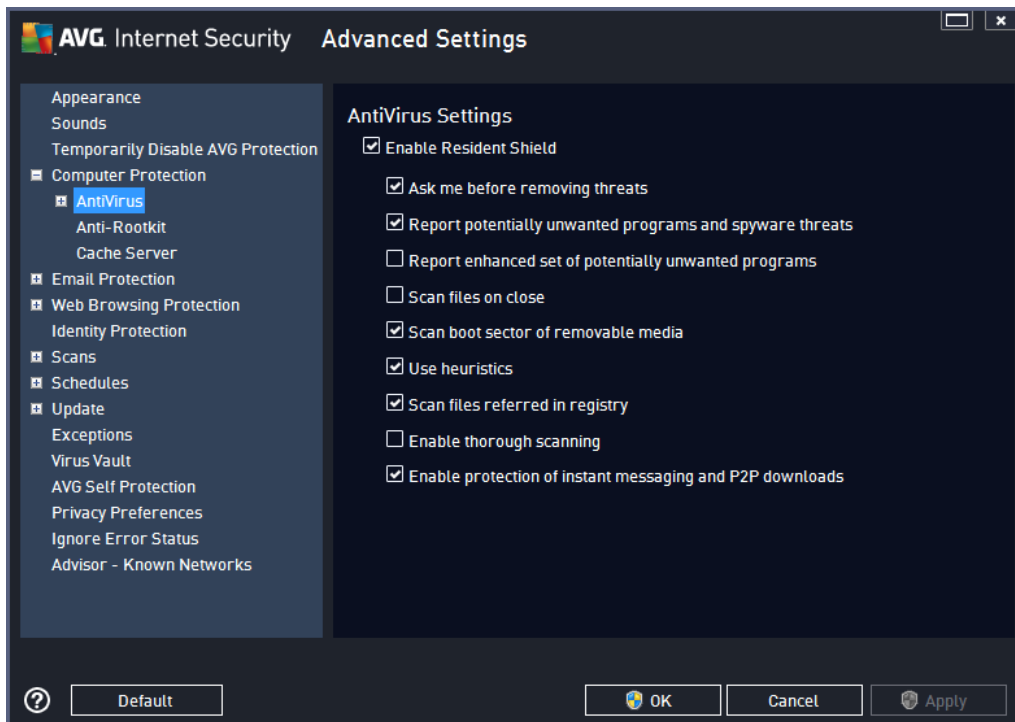 AVG. Internet Security Advanced Settings
Appearance
Sounds
Temporarily Disable AVG Protection
Computer Protection
AntiVirus
Anti-Rootkit
Cache Server
Email Protection
Web Browsing Protection
Identity Protection
Scans
Schedules
Update
Exceptions
Virus Vault
AVG Self Protection
Privacy Preferences
Ignore Error Status
Advisor - Known Networks
AntiVirus Settings
Enable Resident Shield
Ask me before removing threats
Report potentially unwanted programs and spyware threats
Report enhanced set of potentially unwanted programs
Scan files on close
Scan boot sector of removable media
Use heuristics
Scan files referred in registry
Enable thorough scanning
Enable protection of instant messaging and P2P downloads
? Default OK Cancel Apply